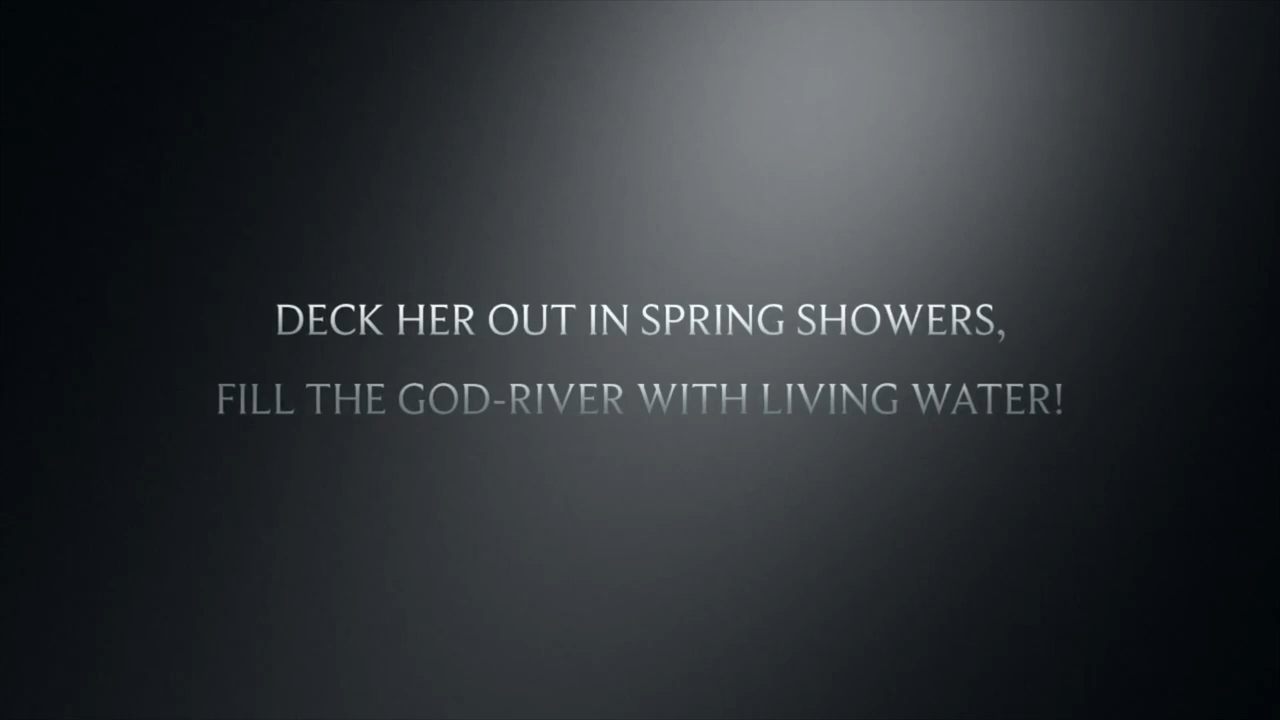 DECK HER OUT IN SPRING SHOWERS,
FILL THE GOD-RIVER WITH LIVING WATER!